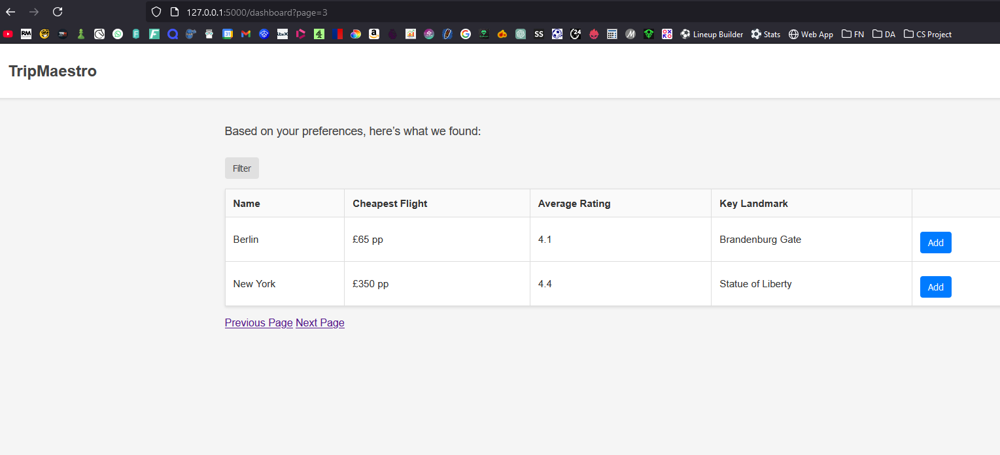 127.0.0.1:5000/dashboard?page=3
Lineup Builder Stats Web App FN DA CS Project
TripMaestro
Based on your preferences, here’s what we found:
Filter
Name Cheapest Flight Average Rating Key Landmark
Berlin £65 pp 4.1 Brandenburg Gate Add
New York £350 pp 4.4 Statue of Liberty Add
Previous Page Next Page